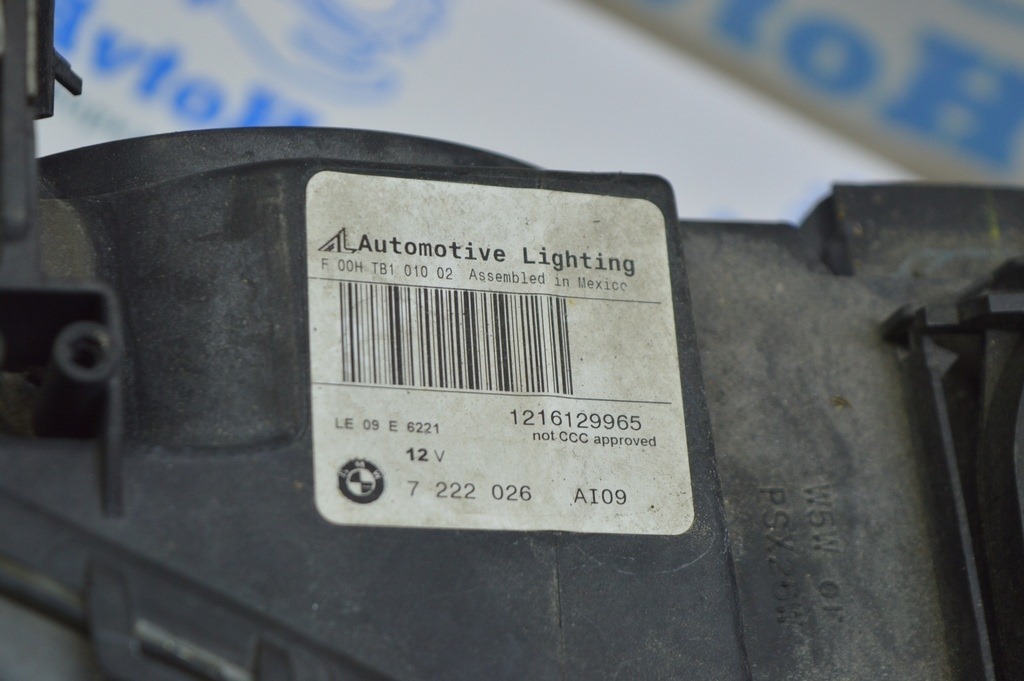 Automotive Lighting
F 00H TB1 010 02 Assembled in Mexico
1216129965
LE 09 E 6221
not CCC approved
12 V
7 222 026 AI09
W5W or